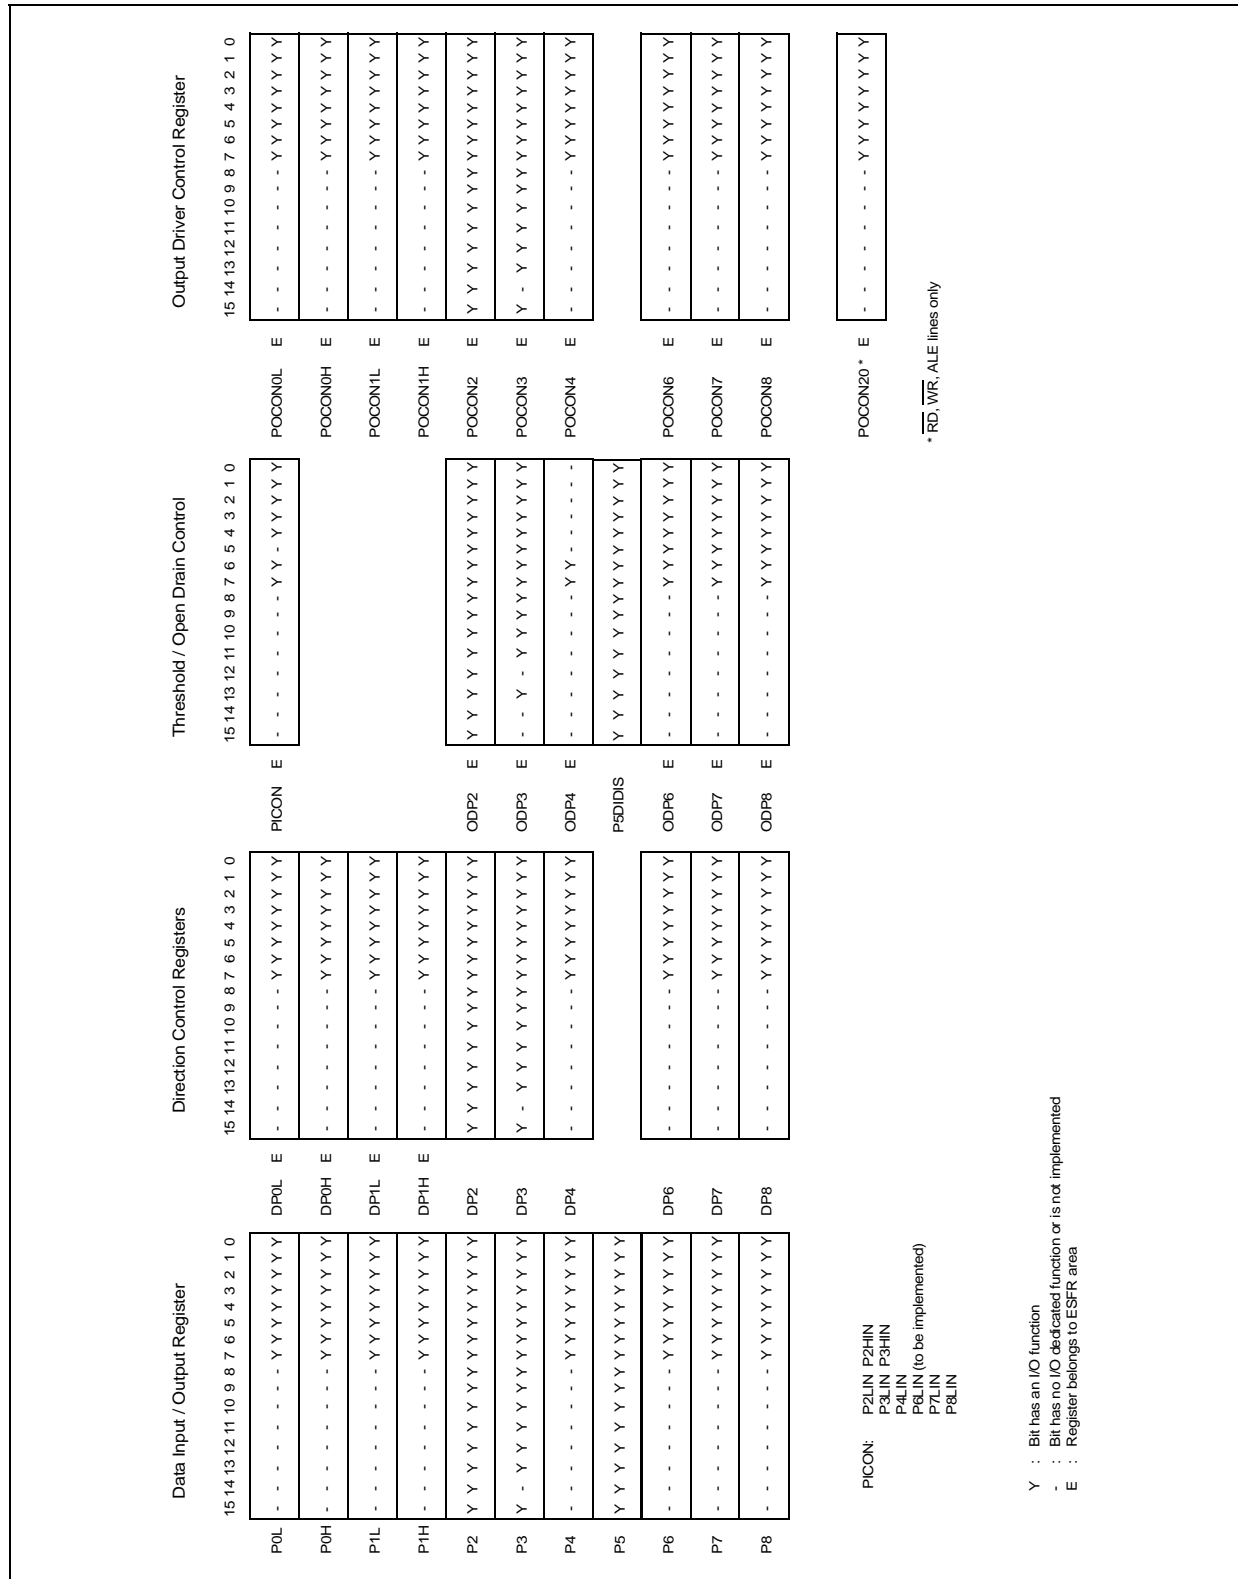 Data Input / Output Register Direction Control Registers Threshold / Open Drain Control Output Driver Control Register
15 14 13 12 11 10 9 8 7 6 5 4 3 2 1 0 15 14 13 12 11 10 9 8 7 6 5 4 3 2 1 0 15 14 13 12 11 10 9 8 7 6 5 4 3 2 1 0 15 14 13 12 11 10 9 8 7 6 5 4 3 2 1 0
P0L - - - - - - - - Y Y Y Y Y Y Y Y DP0L E - - - - - - - - Y Y Y Y Y Y Y Y PICON E - - - - - - - - Y Y - Y Y Y Y Y POCON0L E - - - - - - - - Y Y Y Y Y Y Y Y
P0H - - - - - - - - Y Y Y Y Y Y Y Y DP0H E - - - - - - - - Y Y Y Y Y Y Y Y POCON0H E - - - - - - - - Y Y Y Y Y Y Y Y
P1L - - - - - - - - Y Y Y Y Y Y Y Y DP1L E - - - - - - - - Y Y Y Y Y Y Y Y POCON1L E - - - - - - - - Y Y Y Y Y Y Y Y
P1H - - - - - - - - Y Y Y Y Y Y Y Y DP1H E - - - - - - - - Y Y Y Y Y Y Y Y POCON1H E - - - - - - - - Y Y Y Y Y Y Y Y
P2 Y Y Y Y Y Y Y Y Y Y Y Y Y Y Y Y DP2 Y Y Y Y Y Y Y Y Y Y Y Y Y Y Y Y ODP2 E Y Y Y Y Y Y Y Y Y Y Y Y Y Y Y Y POCON2 E Y Y Y Y Y Y Y Y Y Y Y Y Y Y Y Y
P3 Y - Y Y Y Y Y Y Y Y Y Y Y Y Y Y DP3 Y - Y Y Y Y Y Y Y Y Y Y Y Y Y Y ODP3 E - - Y - Y Y Y Y Y Y Y Y Y Y Y Y POCON3 E Y - Y Y Y Y Y Y Y Y Y Y Y Y Y Y
P4 - - - - - - - - Y Y Y Y Y Y Y Y DP4 - - - - - - - - Y Y Y Y Y Y Y Y ODP4 E - - - - - - - - Y Y - - - - - - POCON4 E - - - - - - - - Y Y Y Y Y Y Y Y
P5 Y Y Y Y Y Y Y Y Y Y Y Y Y Y Y Y P5DIDIS Y Y Y Y Y Y Y Y Y Y Y Y Y Y Y Y
P6 - - - - - - - - Y Y Y Y Y Y Y Y DP6 - - - - - - - - Y Y Y Y Y Y Y Y ODP6 E - - - - - - - - Y Y Y Y Y Y Y Y POCON6 E - - - - - - - - Y Y Y Y Y Y Y Y
P7 - - - - - - - - Y Y Y Y Y Y Y Y DP7 - - - - - - - - Y Y Y Y Y Y Y Y ODP7 E - - - - - - - - Y Y Y Y Y Y Y Y POCON7 E - - - - - - - - Y Y Y Y Y Y Y Y
P8 - - - - - - - - Y Y Y Y Y Y Y Y DP8 - - - - - - - - Y Y Y Y Y Y Y Y ODP8 E - - - - - - - - Y Y Y Y Y Y Y Y POCON8 E - - - - - - - - Y Y Y Y Y Y Y Y
PICON: P2LIN P2HIN POCON20 * E - - - - - - - - Y Y Y Y Y Y Y Y
P3LIN P3HIN
P4LIN
P6LIN (to be implemented) * RD, WR, ALE lines only
P7LIN
P8LIN
Y : Bit has an I/O function
- : Bit has no I/O dedicated function or is not implemented
E : Register belongs to ESFR area